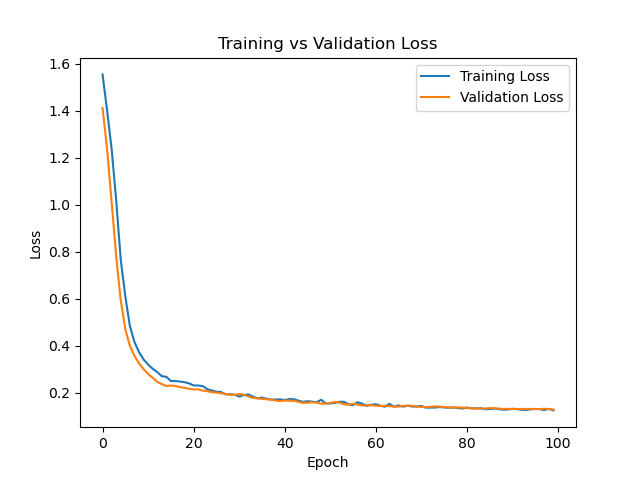 Training vs Validation Loss
1.6
1.4
1.2
1.0
0.8
0.6
0.4
0.2
Loss
Training Loss
Validation Loss
0 20 40 60 80 100
Epoch